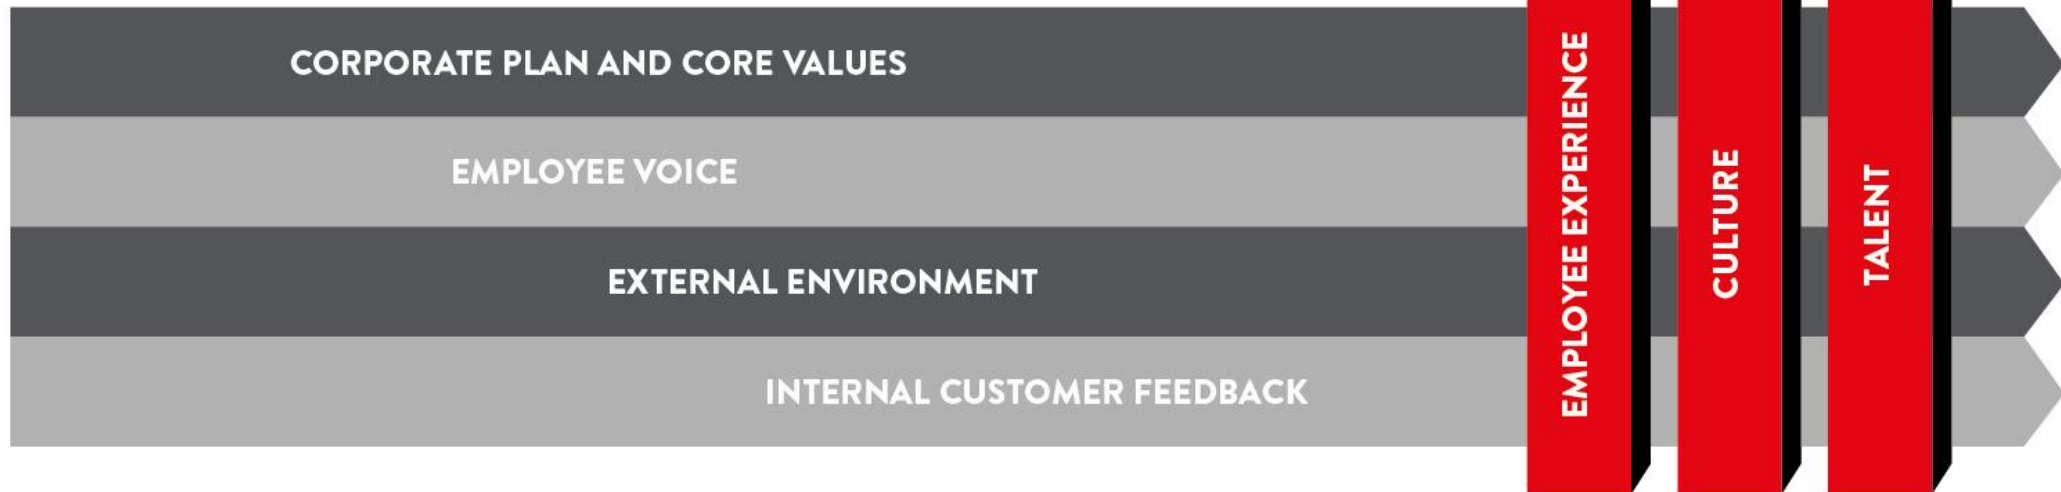 CORPORATE PLAN AND CORE VALUES
EMPLOYEE VOICE
EXTERNAL ENVIRONMENT
INTERNAL CUSTOMER FEEDBACK
EMPLOYEE EXPERIENCE
CULTURE
TALENT